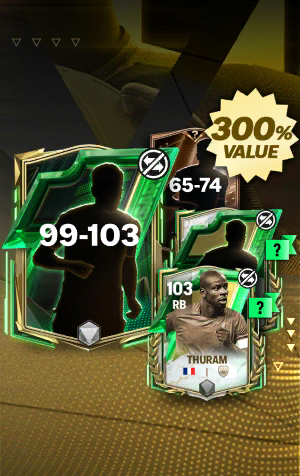 300%
VALUE
65-74
99-103
?
103
RB
?
THURAM